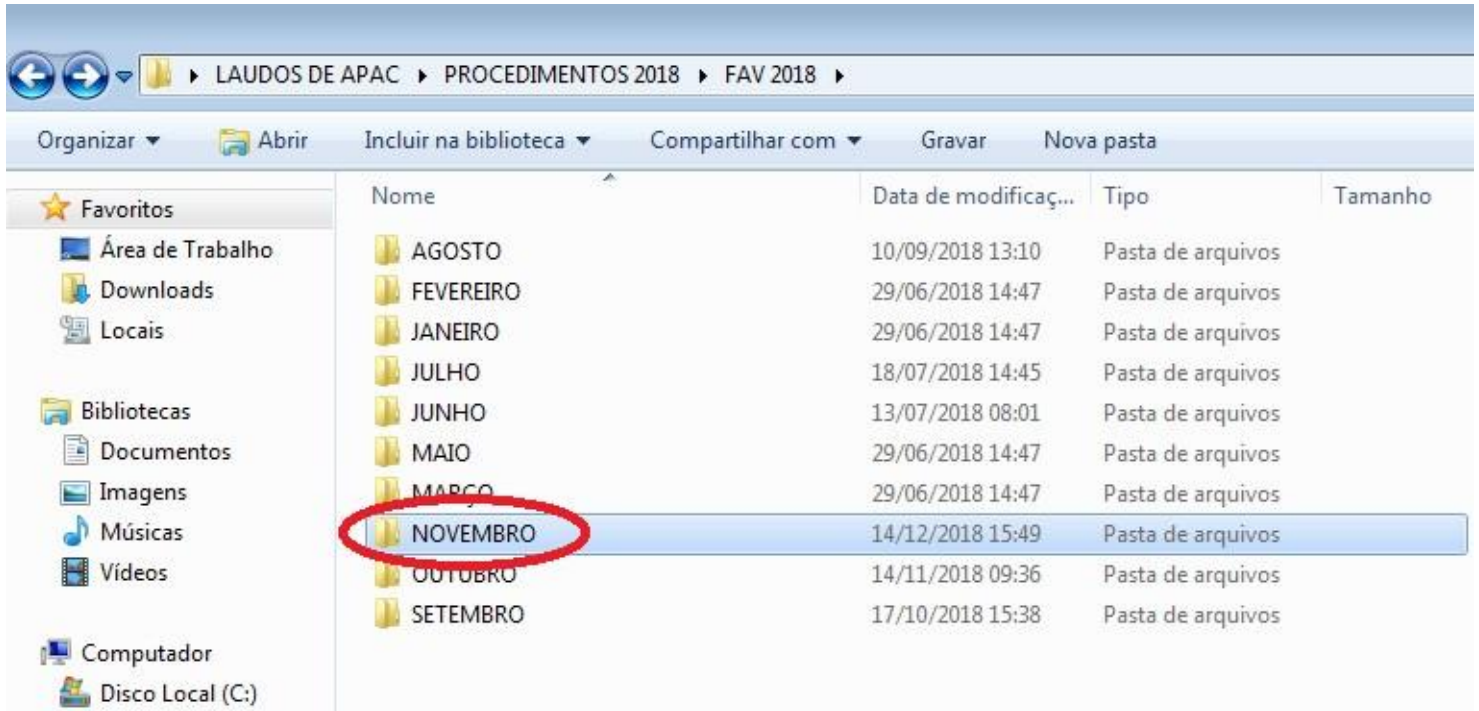 LAUDOS DE APAC PROCEDIMENTOS 2018 FAV 2018
Organizar Abrir Incluir na biblioteca Compartilhar com Gravar Nova pasta
Favoritos
Área de Trabalho
Downloads
Locais
Bibliotecas
Documentos
Imagens
Músicas
Vídeos
Computador
Disco Local (C:)
Nome Data de modificaç... Tipo Tamanho
AGOSTO 10/09/2018 13:10 Pasta de arquivos
FEVEREIRO 29/06/2018 14:47 Pasta de arquivos
JANEIRO 29/06/2018 14:47 Pasta de arquivos
JULHO 18/07/2018 14:45 Pasta de arquivos
JUNHO 13/07/2018 08:01 Pasta de arquivos
MAIO 29/06/2018 14:47 Pasta de arquivos
MARÇO 29/06/2018 14:47 Pasta de arquivos
NOVEMBRO 14/12/2018 15:49 Pasta de arquivos
OUTUBRO 14/11/2018 09:36 Pasta de arquivos
SETEMBRO 17/10/2018 15:38 Pasta de arquivos